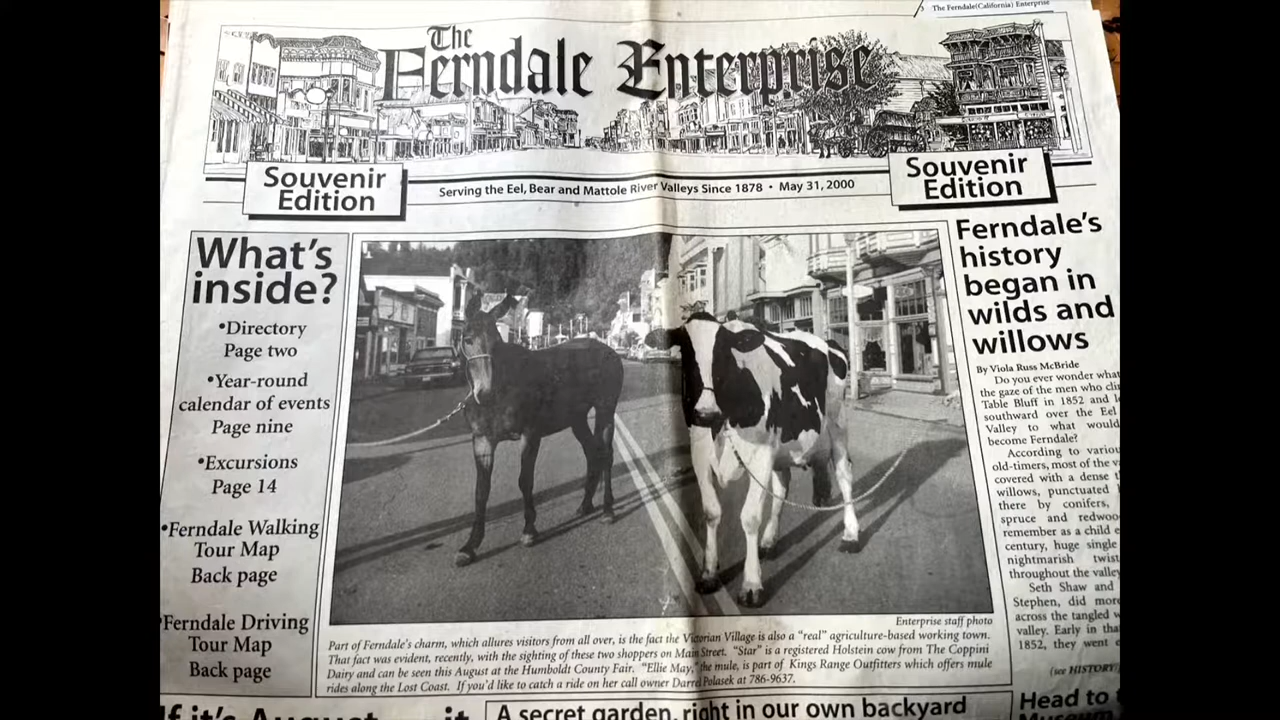 The Ferndale(California) Enterprise
The
Ferndale Enterprise
Souvenir
Edition
Serving the Eel, Bear and Mattole River Valleys Since 1878 • May 31, 2000
Souvenir
Edition
What's
inside?
•Directory
Page two
•Year-round
calendar of events
Page nine
•Excursions
Page 14
•Ferndale Walking
Tour Map
Back page
Ferndale Driving
Tour Map
Back page
Enterprise staff photo
Part of Ferndale's charm, which allures visitors from all over, is the fact the Victorian Village is also a "real" agriculture-based working town.
That fact was evident, recently, with the sighting of these two shoppers on Main Street. "Star" is a registered Holstein cow from The Coppini
Dairy and can be seen this August at the Humboldt County Fair. "Ellie May," the mule, is part of Kings Range Outfitters which offers mule
rides along the Lost Coast. If you'd like to catch a ride on her call owner Darrel Polasek at 786-9637.
Ferndale's
history
began in
wilds and
willows
By Viola Russ McBride
Do you ever wonder what
the gaze of the men who
Table Bluff in 1852 and
southward over the Eel
Valley to what would
become Ferndale?
According to
old-timers, most of the
covered with a dense
willows, punctuated
there by conifers,
spruce and
remember as a child
century, huge single
nightmarish
throughout the valley
Seth Shaw and
Stephen, did more
across the tangled
valley. Early in
1852, they went
(see HISTORY
If it's August
it
A secret garden, right in our own backyard
Head to
Museum